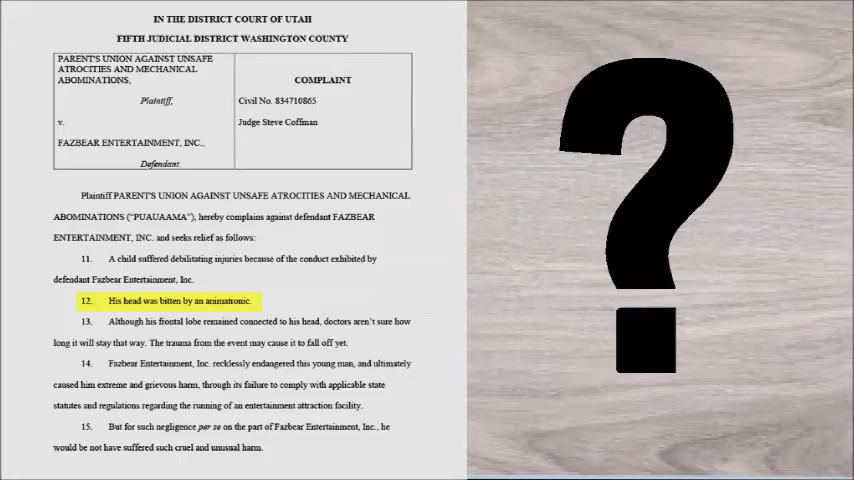 IN THE DISTRICT COURT OF UTAH
FIFTH JUDICIAL DISTRICT WASHINGTON COUNTY
PARENT'S UNION AGAINST UNSAFE
ATROCITIES AND MECHANICAL
ABOMINATIONS,
Plaintiff,
v.
FAZBEAR ENTERTAINMENT, INC.,
Defendant.
COMPLAINT
Civil No. 834710865
Judge Steve Coffman
Plaintiff PARENT'S UNION AGAINST UNSAFE ATROCITIES AND MECHANICAL
ABOMINATIONS ("PUAUAAMA"), hereby complains against defendant FAZBEAR
ENTERTAINMENT, INC. and seeks relief as follows:
11. A child suffered debilitating injuries because of the conduct exhibited by
defendant Fazbear Entertainment, Inc.
12. His head was bitten by an animatronic.
13. Although his frontal lobe remained connected to his head, doctors aren't sure how
long it will stay that way. The trauma from the event may cause it to fall off yet.
14. Fazbear Entertainment, Inc. recklessly endangered this young man, and ultimately
caused him extreme and grievous harm, through its failure to comply with applicable state
statutes and regulations regarding the running of an entertainment attraction facility.
15. But for such negligence per se on the part of Fazbear Entertainment, Inc., he
would be not have suffered such cruel and unusual harm.
?